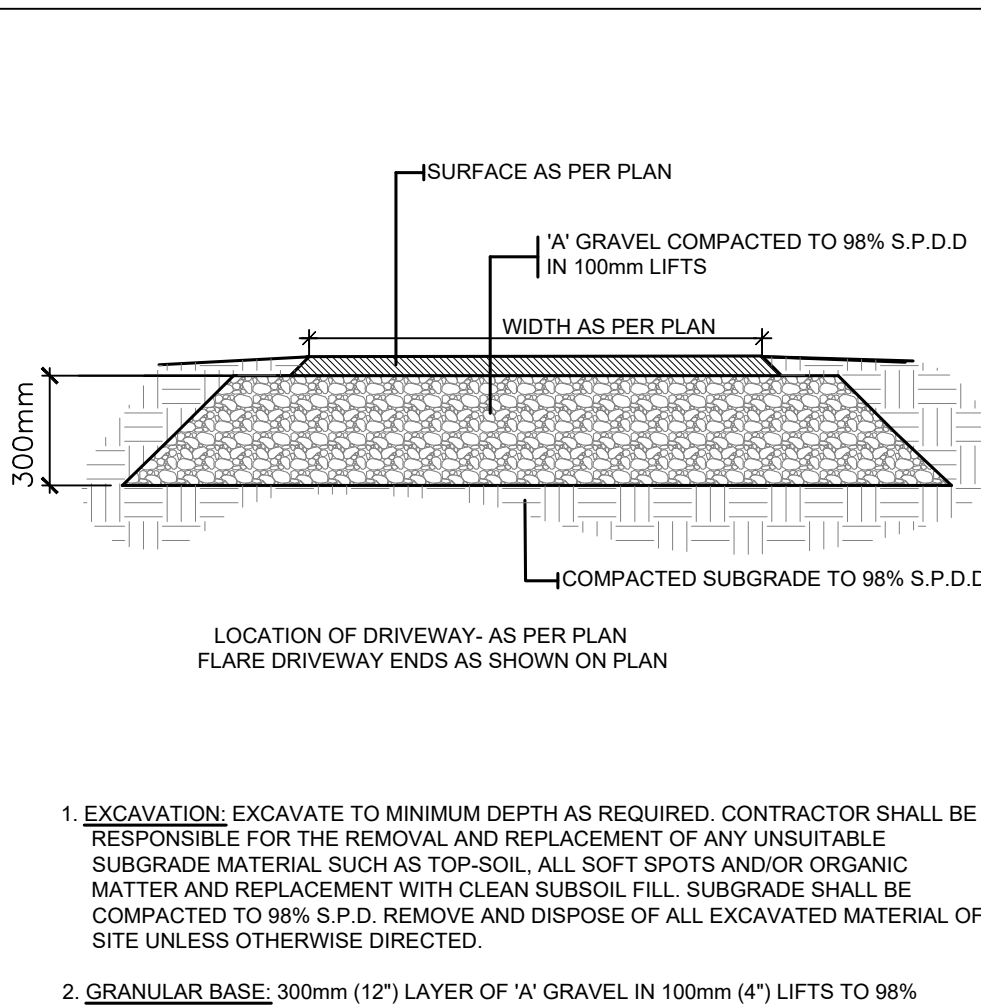 SURFACE AS PER PLAN
'A' GRAVEL COMPACTED TO 98% S.P.D.D
IN 100mm LIFTS
WIDTH AS PER PLAN
300mm
COMPACTED SUBGRADE TO 98% S.P.D.D
LOCATION OF DRIVEWAY- AS PER PLAN
FLARE DRIVEWAY ENDS AS SHOWN ON PLAN
1. EXCAVATION: EXCAVATE TO MINIMUM DEPTH AS REQUIRED. CONTRACTOR SHALL BE
RESPONSIBLE FOR THE REMOVAL AND REPLACEMENT OF ANY UNSUITABLE
SUBGRADE MATERIAL SUCH AS TOP-SOIL, ALL SOFT SPOTS AND/OR ORGANIC
MATTER AND REPLACEMENT WITH CLEAN SUBSOIL FILL. SUBGRADE SHALL BE
COMPACTED TO 98% S.P.D. REMOVE AND DISPOSE OF ALL EXCAVATED MATERIAL OF
SITE UNLESS OTHERWISE DIRECTED.
2. GRANULAR BASE: 300mm (12") LAYER OF 'A' GRAVEL IN 100mm (4") LIFTS TO 98%